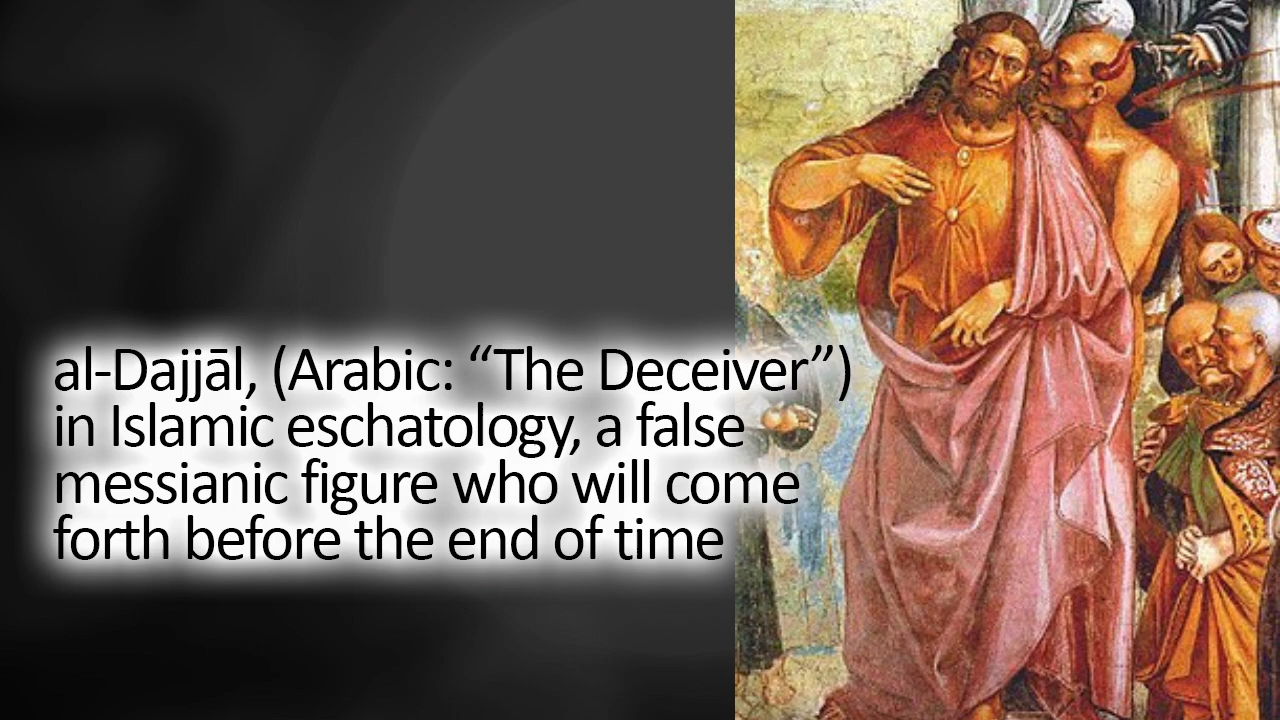 al-Dajjāl, (Arabic: “The Deceiver”)
in Islamic eschatology, a false
messianic figure who will come
forth before the end of time